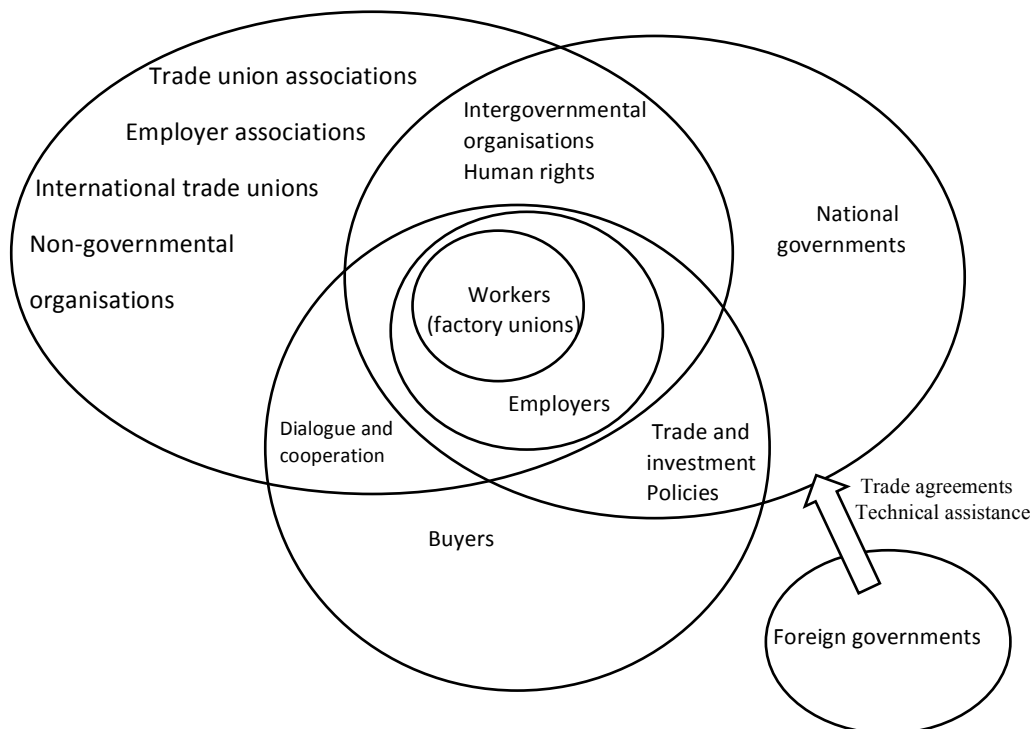 Trade union associations
Employer associations
International trade unions
Non-governmental
organisations
Intergovernmental
organisations
Human rights
National
governments
Workers
(factory unions)
Employers
Dialogue and
cooperation
Trade and
investment
Policies
Buyers
Trade agreements
Technical assistance
Foreign governments